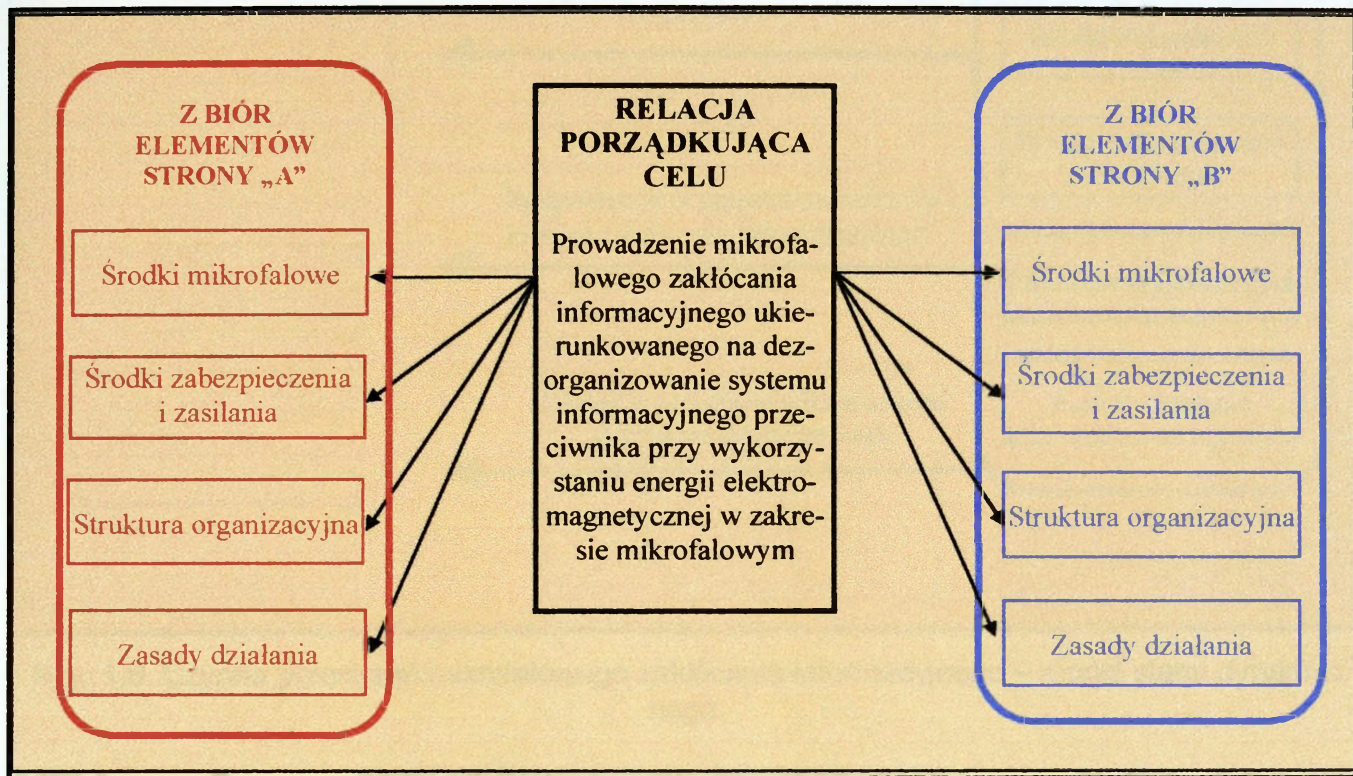 Z BIÓR
ELEMENTÓW
STRONY „A”
Środki mikrofalowe
Środki zabezpieczenia
i zasilania
Struktura organizacyjna
Zasady działania
RELACJA
PORZĄDKUJĄCA
CELU
Prowadzenie mikrofa-
lowego zakłócania
informacyjnego ukie-
runkowanego na dez-
organizowanie systemu
informacyjnego prze-
ciwnika przy wykorzy-
staniu energii elektro-
magnetycznej w zakre-
sie mikrofalowym
Z BIÓR
ELEMENTÓW
STRONY „B”
Środki mikrofalowe
Środki zabezpieczenia
i zasilania
Struktura organizacyjna
Zasady działania